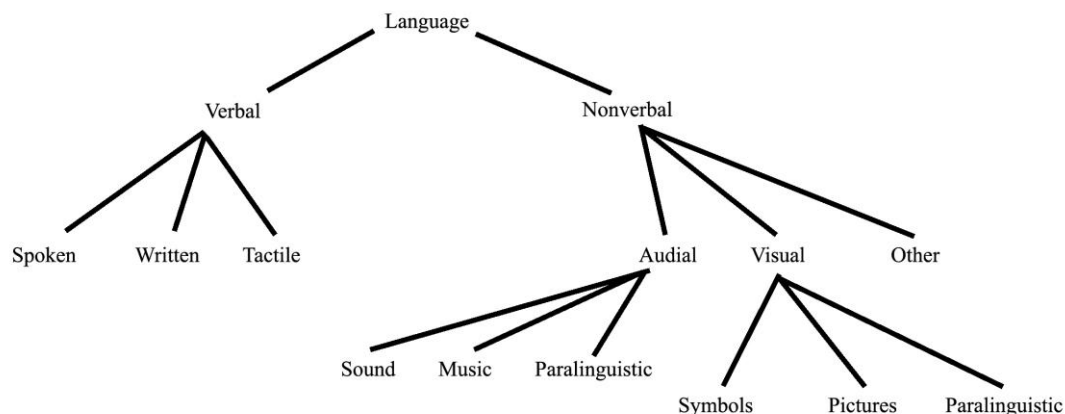 Language
Verbal
Nonverbal
Spoken
Written
Tactile
Audial
Visual
Other
Sound
Music
Paralinguistic
Symbols
Pictures
Paralinguistic